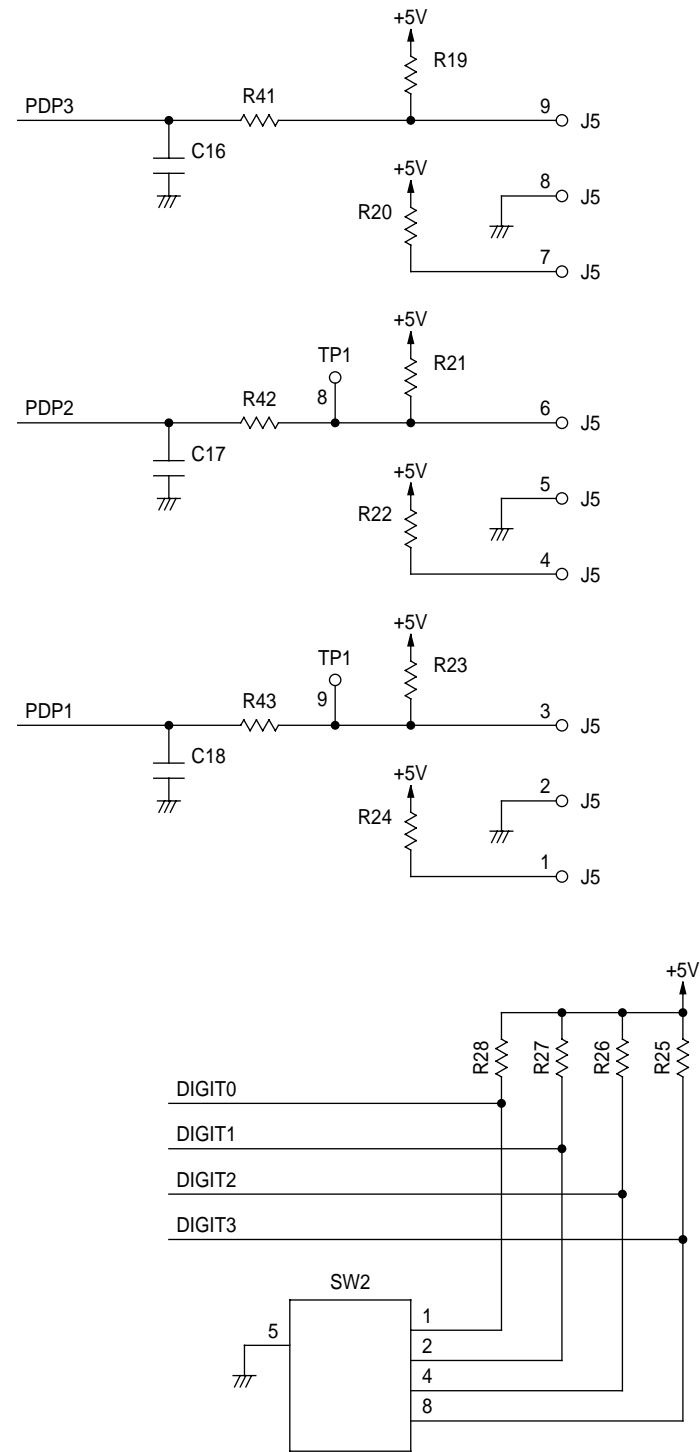 +5V
R19
PDP3
R41
9
J5
C16
+5V
8
J5
R20
7
J5
+5V
TP1
R21
8
PDP2
R42
6
J5
C17
+5V
5
J5
R22
4
J5
+5V
TP1
R23
9
PDP1
R43
3
J5
C18
+5V
2
J5
R24
1
J5
+5V
R28
R27
R26
R25
DIGIT0
DIGIT1
DIGIT2
DIGIT3
SW2
5
1
2
4
8